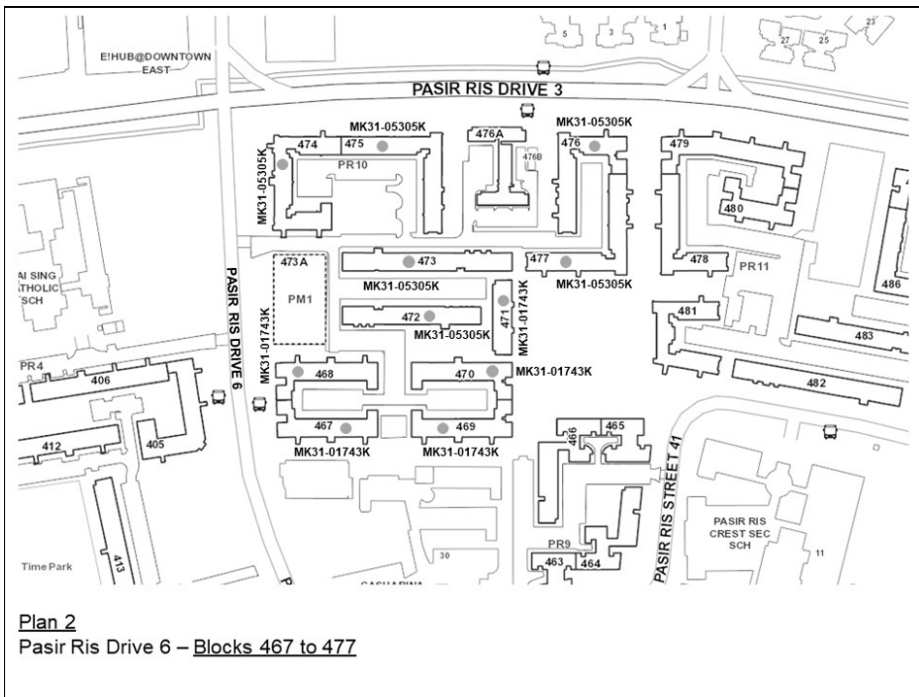 5
3
1
27
25
23
E!HUB@DOWNTOWN
EAST
PASIR RIS DRIVE 3
MK31-05305K
476A
MK31-05305K
474
475
476
479
476B
PR10
MK31-05305K
480
473A
473
477
478
PR11
486
MK31-05305K
MK31-05305K
PM1
PASIR RIS DRIVE 6
MK31-01743K
472
MK31-05305K
471
MK31-01743K
481
483
CATHOLIC
SCH
PR4
406
468
470
MK31-01743K
482
412
405
467
469
MK31-01743K
MK31-01743K
466
465
PASIR RIS STREET 41
PASIR RIS
CREST SEC
SCH
11
413
Time Park
30
PR9
463
464
Plan 2
Pasir Ris Drive 6 – Blocks 467 to 477